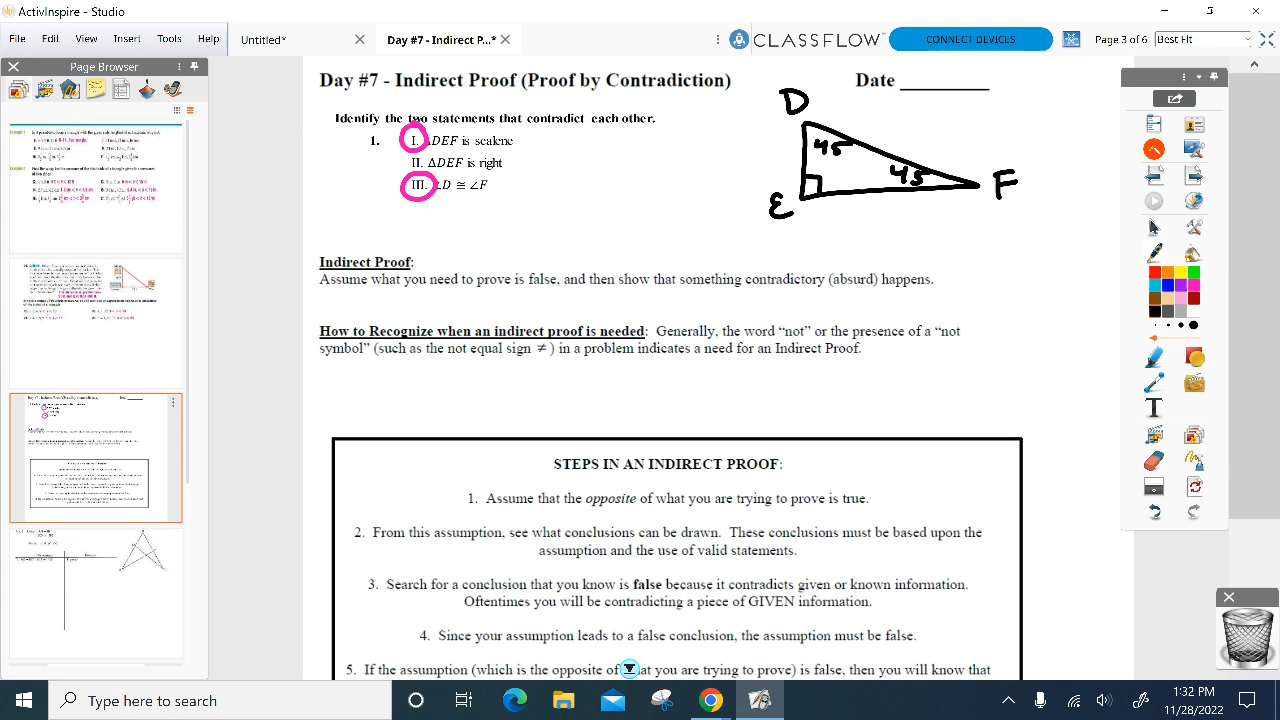 ActivInspire - Studio
File Edit View Insert Tools Help
Untitled*
Day #7 - Indirect P...*
CLASSFLOW
CONNECT DEVICES
Page 3 of 6
Best Fit
Page Browser
Day #7 - Indirect Proof (Proof by Contradiction) Date
Identify the two statements that contradict each other.
1. I. ΔDEF is scalene
II. ΔDEF is right
III. ∠D ≅ ∠F
D
45
45
E
F
Indirect Proof:
Assume what you need to prove is false, and then show that something contradictory (absurd) happens.
How to Recognize when an indirect proof is needed: Generally, the word “not” or the presence of a “not
symbol” (such as the not equal sign ≠ ) in a problem indicates a need for an Indirect Proof.
STEPS IN AN INDIRECT PROOF:
1. Assume that the opposite of what you are trying to prove is true.
2. From this assumption, see what conclusions can be drawn. These conclusions must be based upon the
assumption and the use of valid statements.
3. Search for a conclusion that you know is false because it contradicts given or known information.
Oftentimes you will be contradicting a piece of GIVEN information.
4. Since your assumption leads to a false conclusion, the assumption must be false.
5. If the assumption (which is the opposite of at you are trying to prove) is false, then you will know that
Type here to search
1:32 PM
11/28/2022